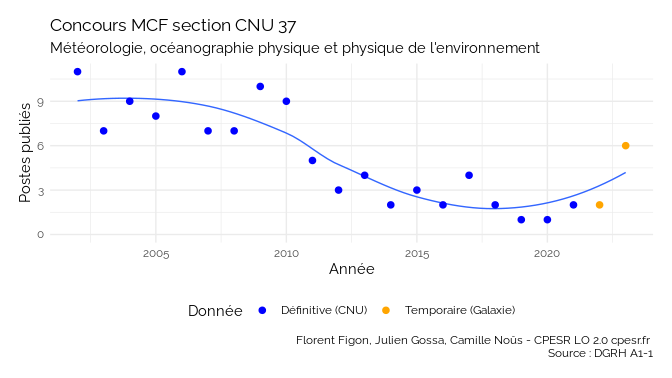 Concours MCF section CNU 37
Météorologie, océanographie physique et physique de l'environnement
Postes publiés
9
6
3
0
2005
2010
2015
2020
Année
Donnée
Définitive (CNU)
Temporaire (Galaxie)
Florent Figon, Julien Gossa, Camille Noûs - CPESR LO 2.0 cpesr.fr
Source : DGRH A1-1